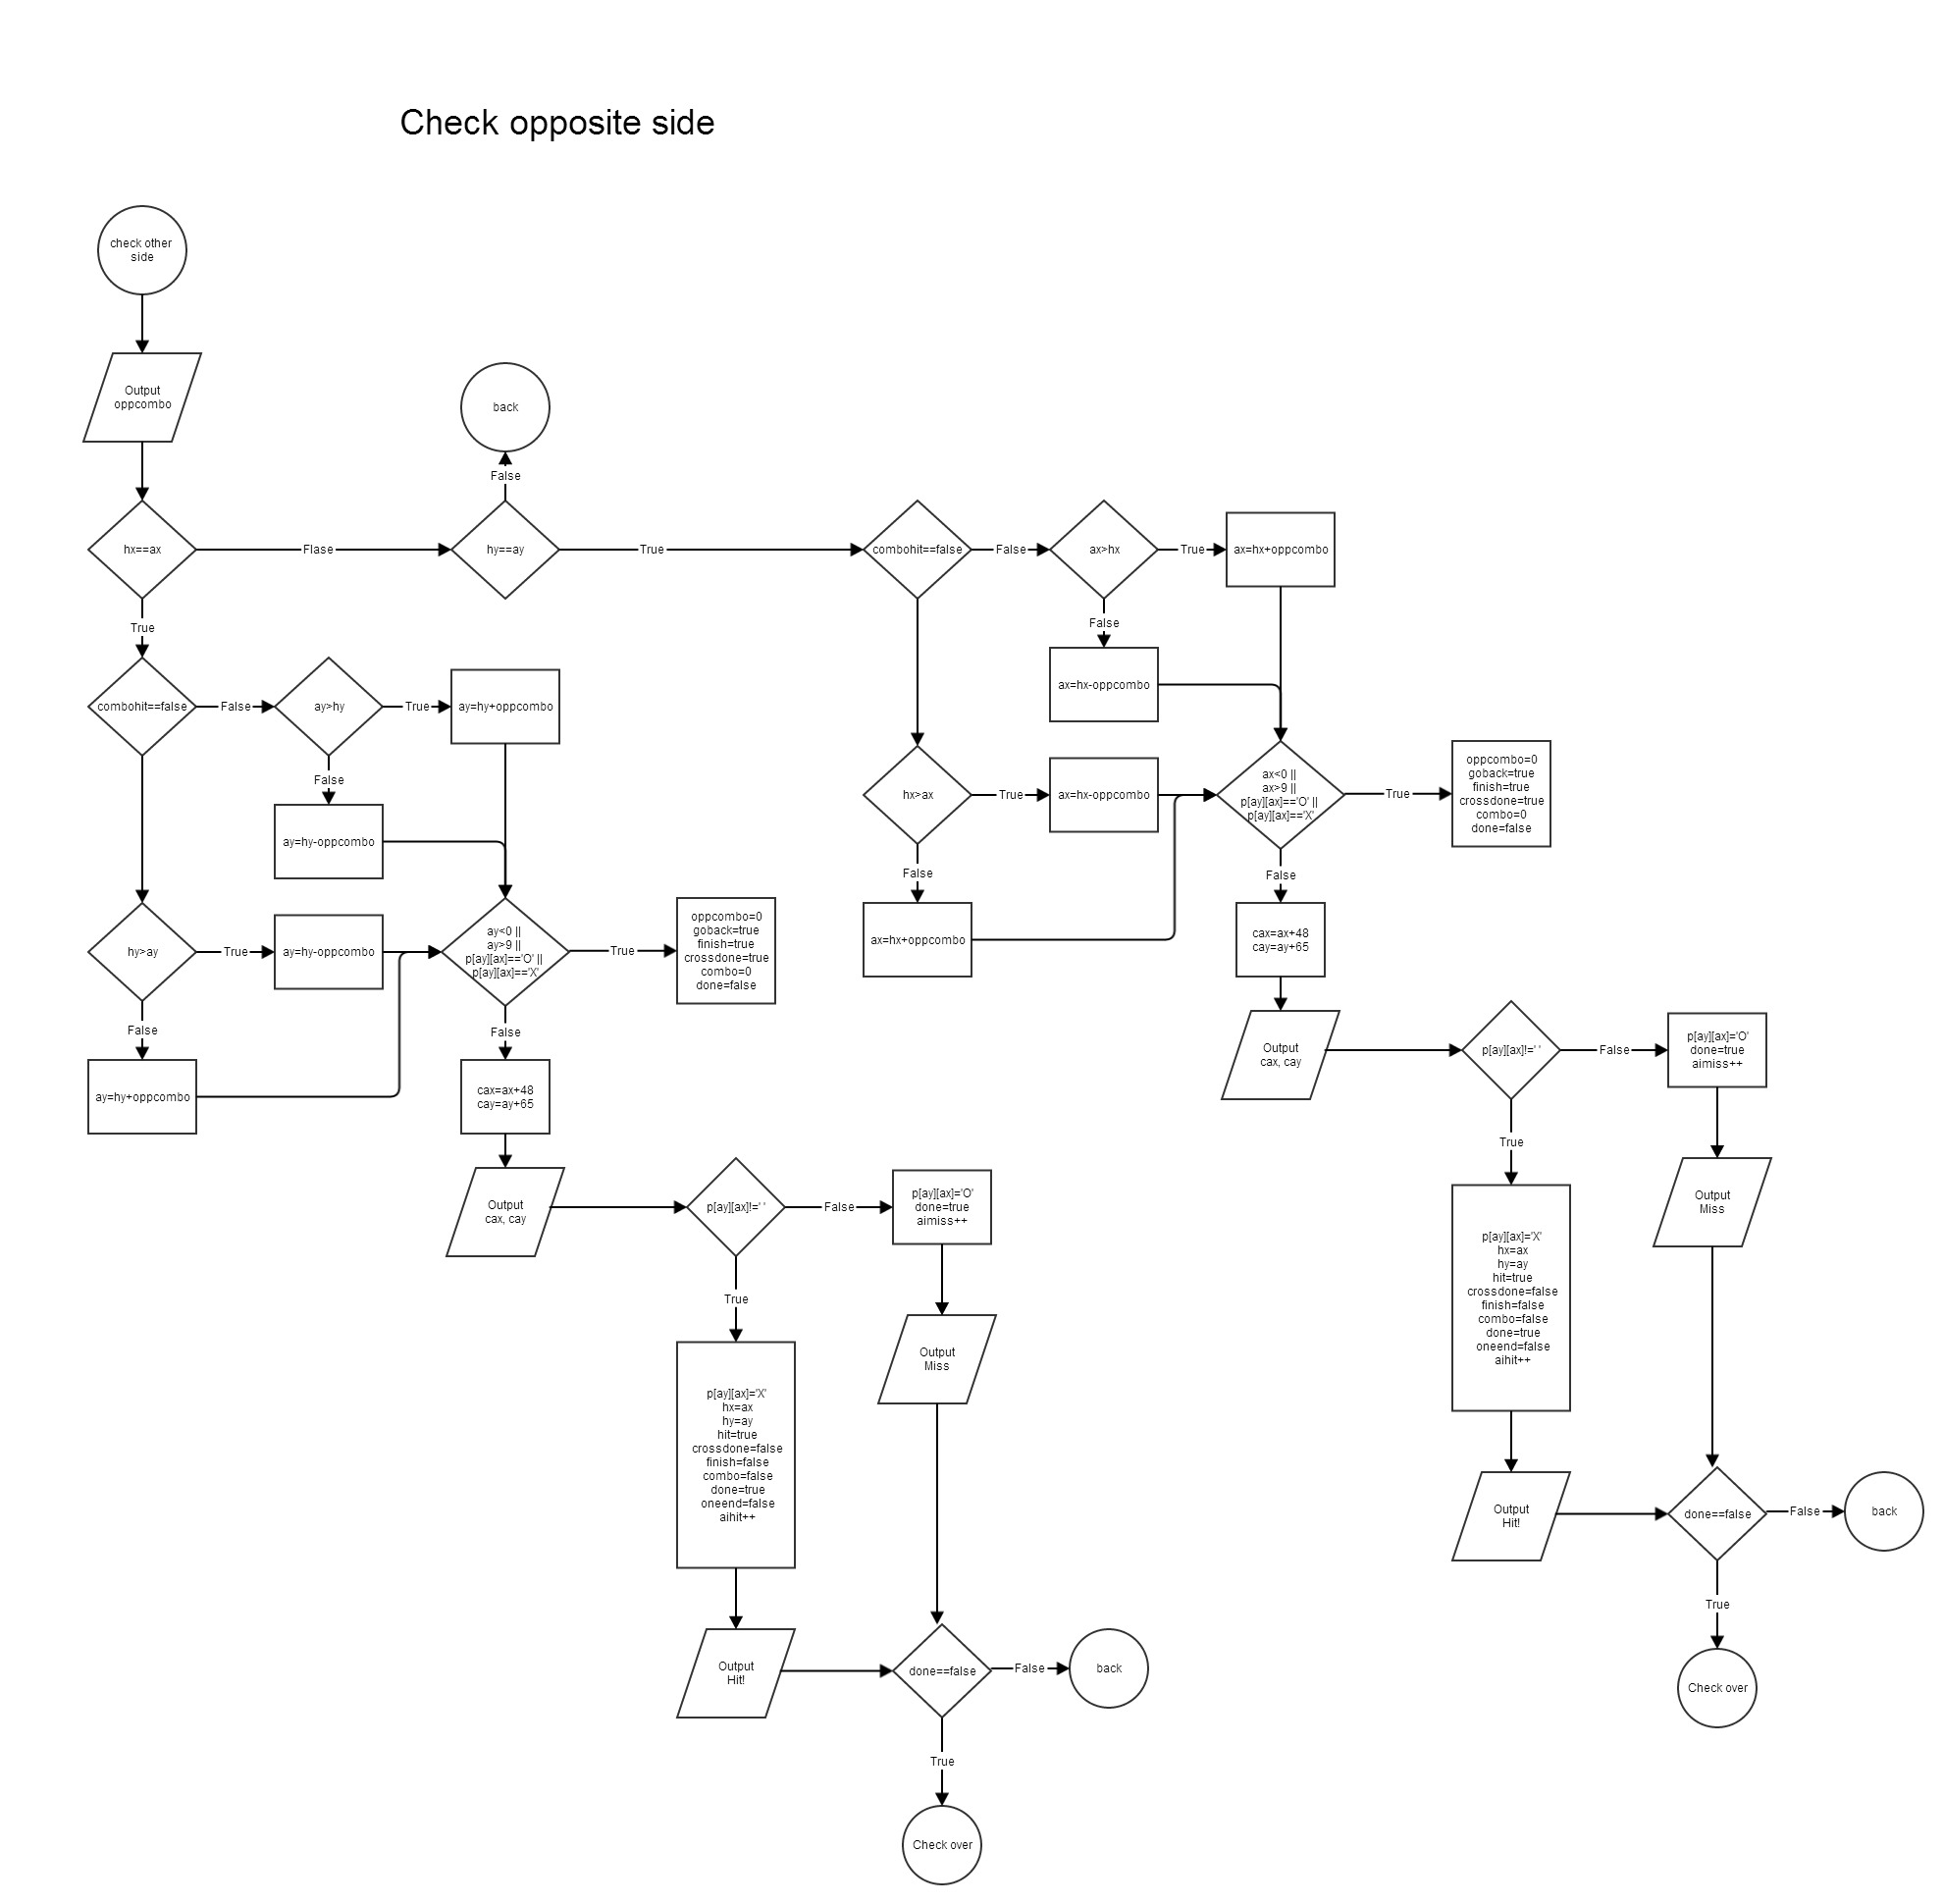 Check opposite side
check other
side
Output
oppcombo
back
False
hx==ax
Flase
hy==ay
True
combohit==false
False
ax>hx
True
ax=hx+oppcombo
True
False
ax=hx-oppcombo
combohit==false
False
ay>hy
True
ay=hy+oppcombo
False
ay=hy-oppcombo
hx>ax
True
ax=hx-oppcombo
ax<0 ||
ax>9 ||
p[ay][ax]=='O' ||
p[ay][ax]=='X'
True
oppcombo=0
goback=true
finish=true
crossdone=true
combo=0
done=false
False
ax=hx+oppcombo
False
cax=ax+48
cay=ay+65
hy>ay
True
ay=hy-oppcombo
ay<0 ||
ay>9 ||
p[ay][ax]=='O' ||
p[ay][ax]=='X'
True
oppcombo=0
goback=true
finish=true
crossdone=true
combo=0
done=false
False
ay=hy+oppcombo
False
cax=ax+48
cay=ay+65
Output
cax, cay
p[ay][ax]!=' '
False
p[ay][ax]='O'
done=true
aimiss++
True
Output
Miss
p[ay][ax]='X'
hx=ax
hy=ay
hit=true
crossdone=false
finish=false
combo=false
done=true
oneend=false
aihit++
Output
Hit!
done==false
False
back
True
Check over
Output
cax, cay
p[ay][ax]!=' '
False
p[ay][ax]='O'
done=true
aimiss++
True
Output
Miss
p[ay][ax]='X'
hx=ax
hy=ay
hit=true
crossdone=false
finish=false
combo=false
done=true
oneend=false
aihit++
Output
Hit!
done==false
False
back
True
Check over